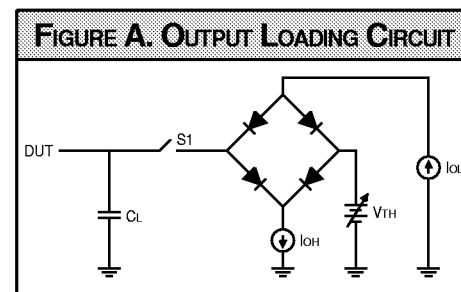 FIGURE A. OUTPUT LOADING CIRCUIT
DUT
S1
CL
IOH
VTH
IOL